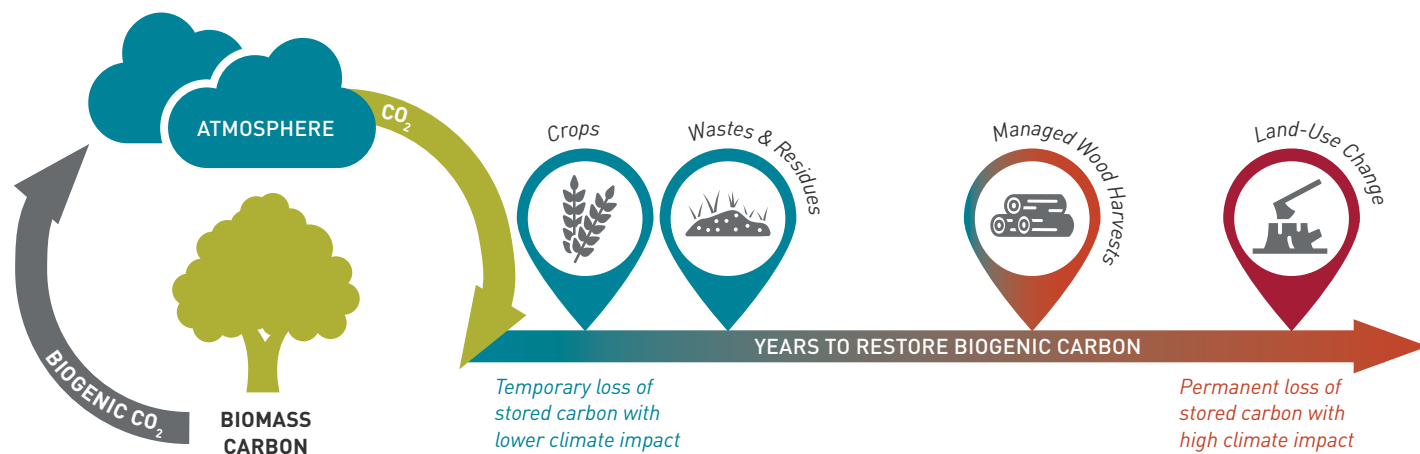 ATMOSPHERE
CO2
BIOGENIC CO2
BIOMASS
CARBON
Crops
Wastes & Residues
Managed Wood Harvests
Land-Use Change
YEARS TO RESTORE BIOGENIC CARBON
Temporary loss of
stored carbon with
lower climate impact
Permanent loss of
stored carbon with
high climate impact